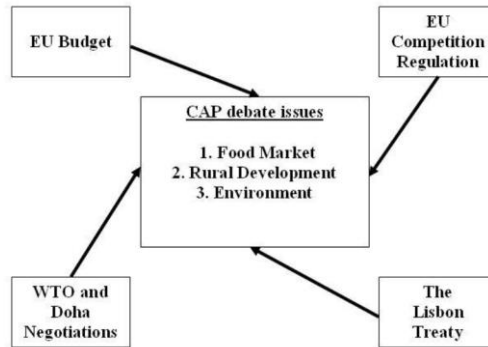 EU Budget
EU
Competition
Regulation
CAP debate issues
1. Food Market
2. Rural Development
3. Environment
WTO and
Doha
Negotiations
The
Lisbon
Treaty